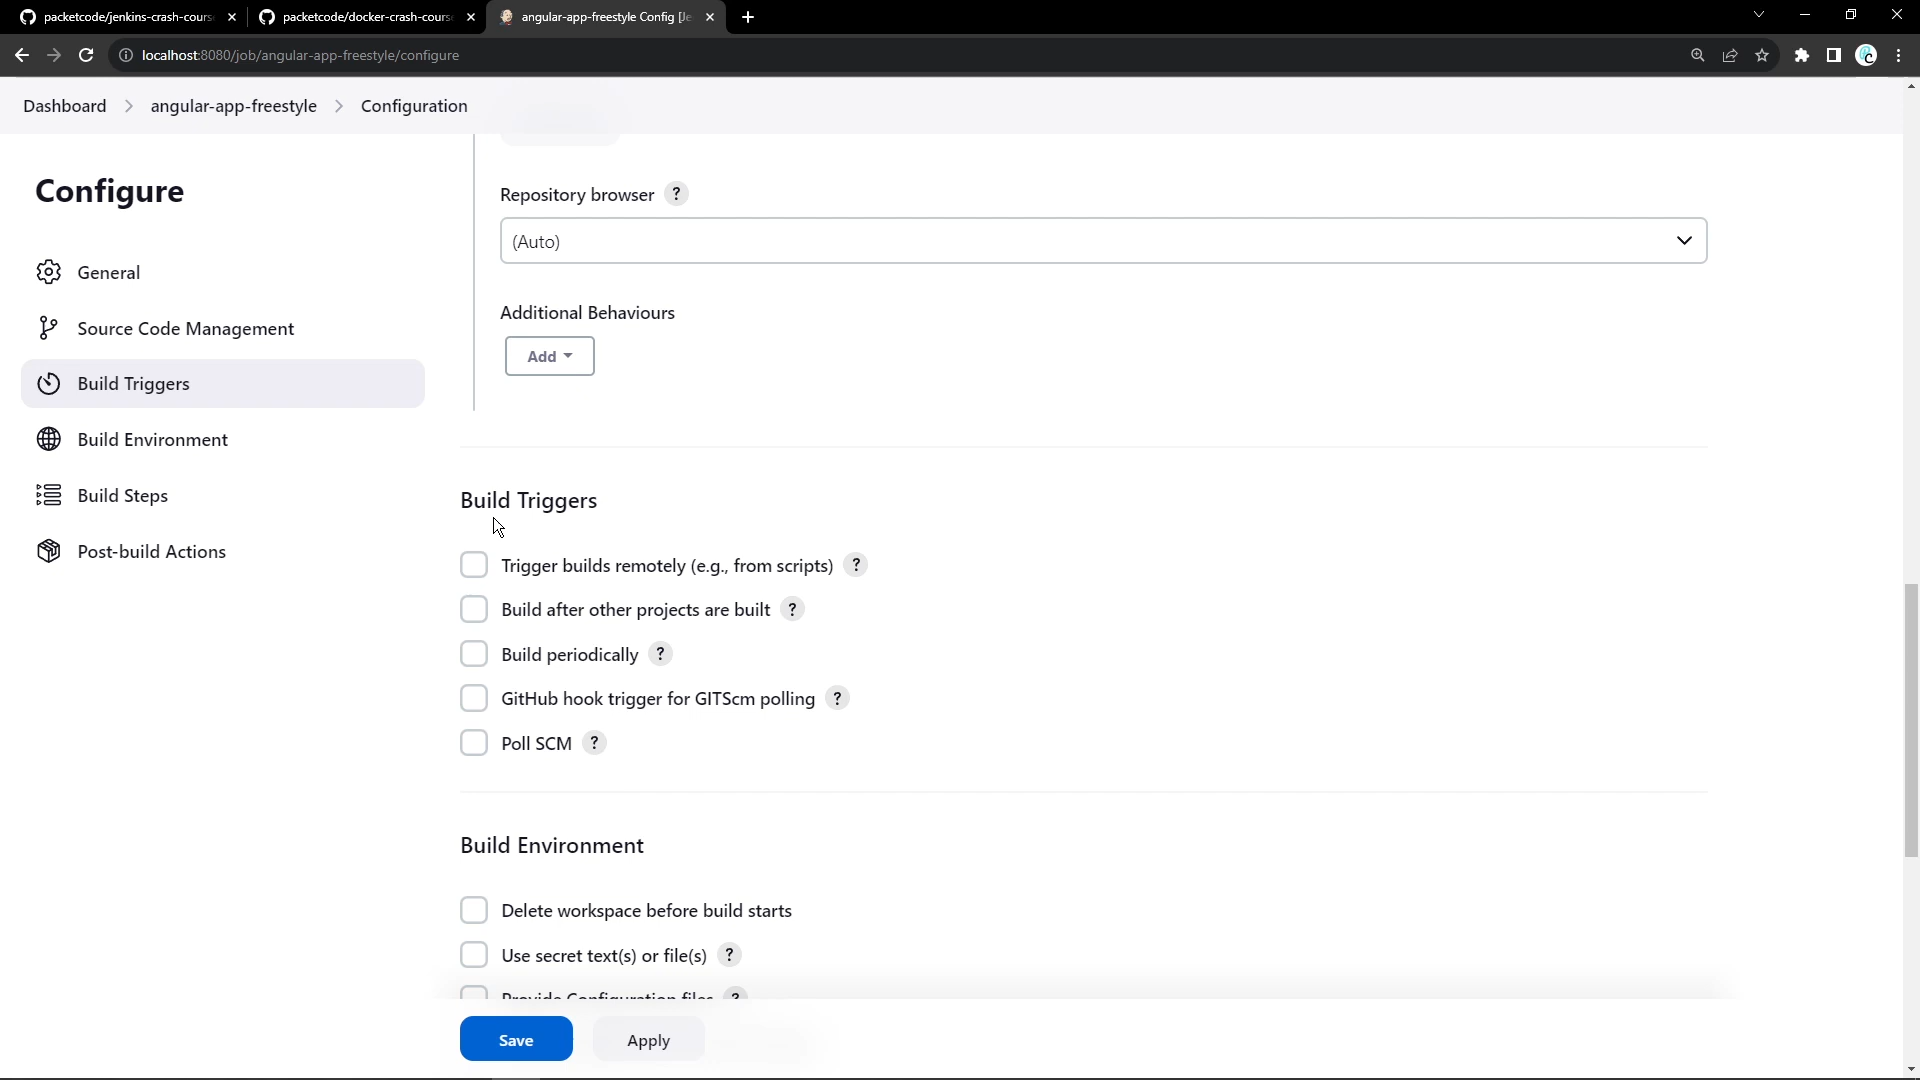 packetcode/jenkins-crash-cours
packetcode/docker-crash-cours
angular-app-freestyle Config [Je
localhost:8080/job/angular-app-freestyle/configure
Dashboard > angular-app-freestyle > Configuration
Configure
General
Source Code Management
Build Triggers
Build Environment
Build Steps
Post-build Actions
Repository browser ?
(Auto)
Additional Behaviours
Add
Build Triggers
Trigger builds remotely (e.g., from scripts) ?
Build after other projects are built ?
Build periodically ?
GitHub hook trigger for GITScm polling ?
Poll SCM ?
Build Environment
Delete workspace before build starts
Use secret text(s) or file(s) ?
Provide Configuration files ?
Save
Apply